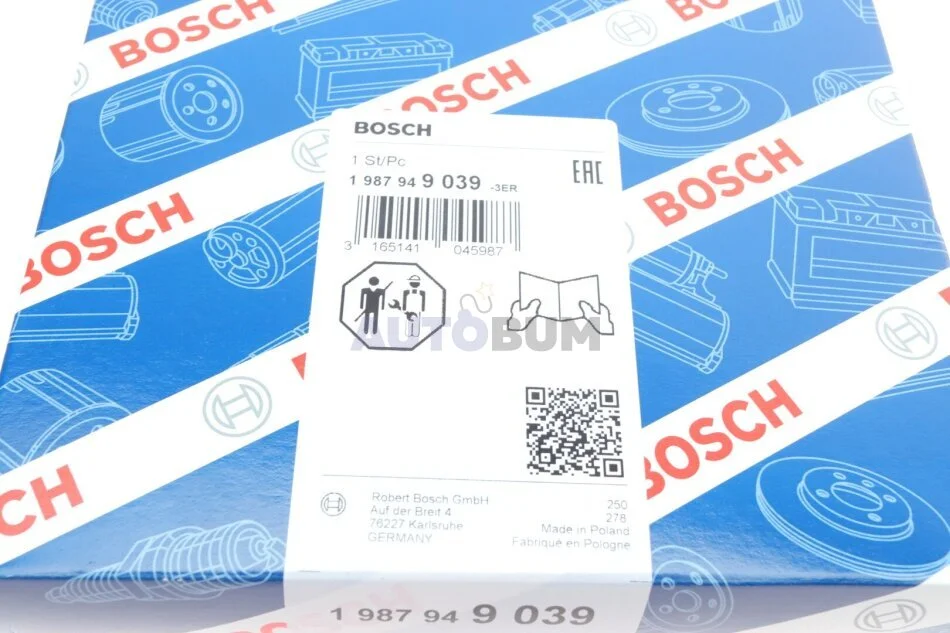 BOSCH
BOSCH
BOSCH
BOSCH
BOSCH
1 St/Pc
EAC
1 987 94 9 039 -3ER
3 165141 045987
BOSCH
BOSCH
AUTOBUM
BOSCH
BOSCH
Robert Bosch GmbH
Auf der Breit 4
76227 Karlsruhe
GERMANY
250
278
Made in Poland
Fabriqué en Pologne
1 987 94 9 039